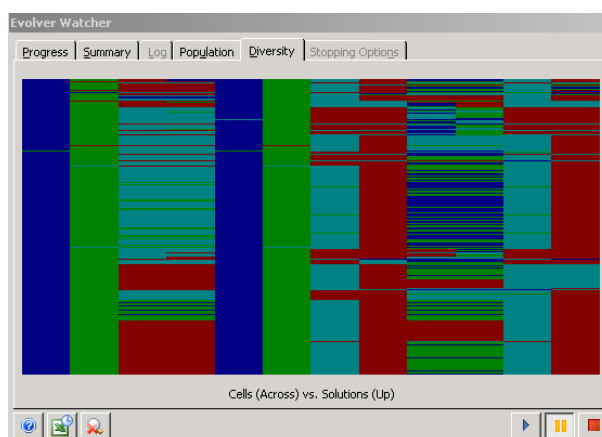 Evolver Watcher
Progress Summary Log Population Diversity Stopping Options
Cells (Across) vs. Solutions (Up)